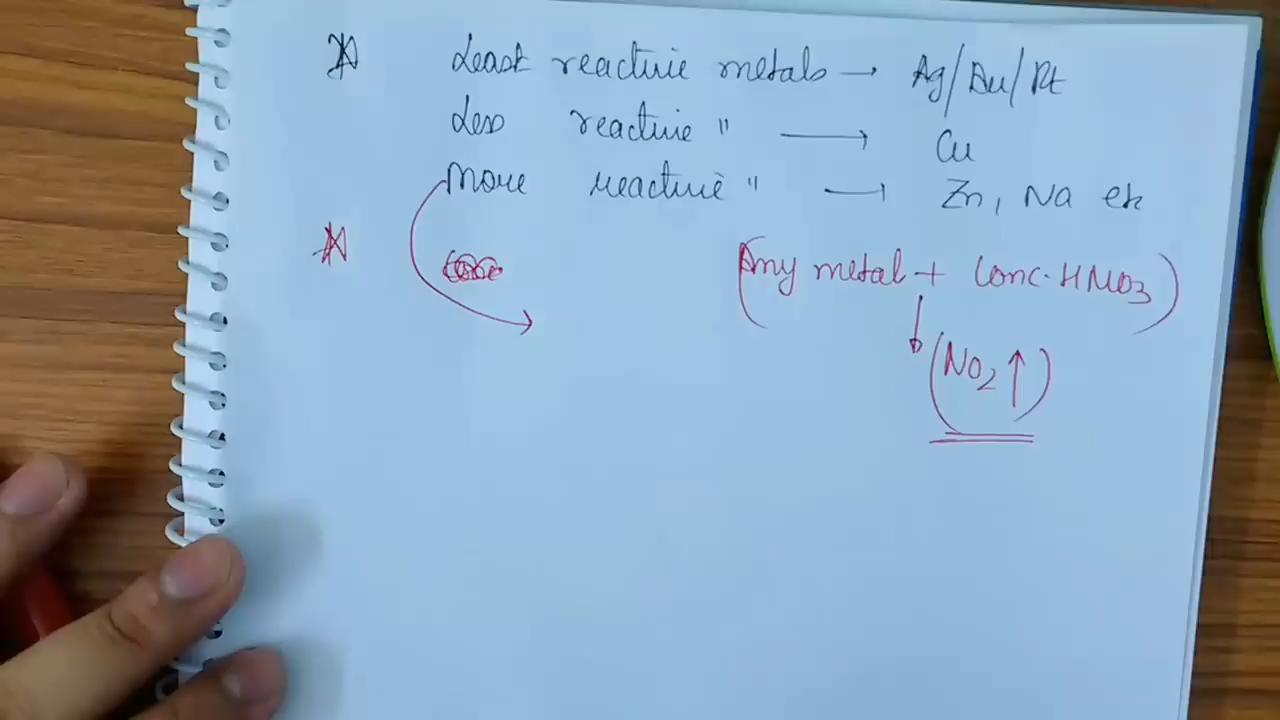 Least reactive metals → Ag/Au/Pt
Less reactive " → Cu
More reactive " → Zn, Na etc
(Any metal + Conc. HNO3)
(NO2↑)